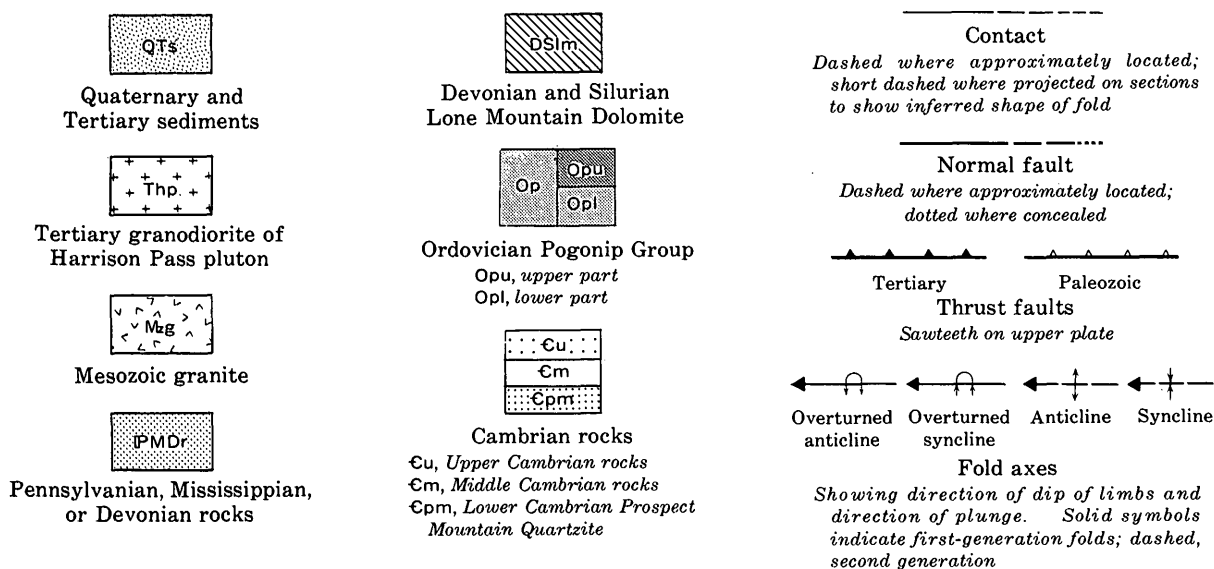 QTs
Quaternary and
Tertiary sediments
Thp
Tertiary granodiorite of
Harrison Pass pluton
Mzg
Mesozoic granite
ℙMDr
Pennsylvanian, Mississippian,
or Devonian rocks
DSlm
Devonian and Silurian
Lone Mountain Dolomite
Op
Opu
Opl
Ordovician Pogonip Group
Opu, upper part
Opl, lower part
Єu
Єm
Єpm
Cambrian rocks
Єu, Upper Cambrian rocks
Єm, Middle Cambrian rocks
Єpm, Lower Cambrian Prospect
Mountain Quartzite
Contact
Dashed where approximately located;
short dashed where projected on sections
to show inferred shape of fold
Normal fault
Dashed where approximately located;
dotted where concealed
Tertiary Paleozoic
Thrust faults
Sawteeth on upper plate
Overturned anticline
Overturned syncline
Anticline
Syncline
Fold axes
Showing direction of dip of limbs and
direction of plunge. Solid symbols
indicate first-generation folds; dashed,
second generation